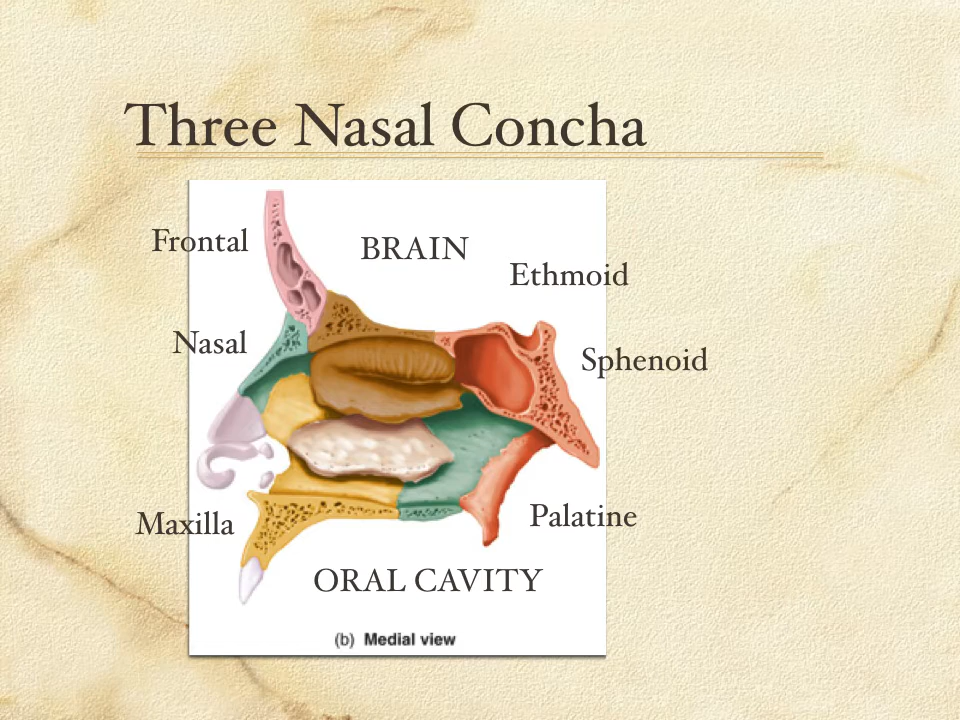 Three Nasal Concha
Frontal
BRAIN
Ethmoid
Nasal
Sphenoid
Maxilla
Palatine
ORAL CAVITY
(b) Medial view